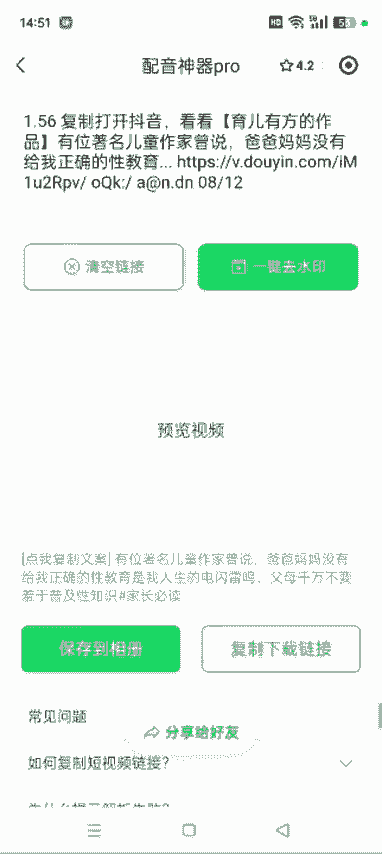 14:51
HD
5G
53
配音神器pro
4.2
1.56 复制打开抖音，看看【育儿有方的作
品】有位著名儿童作家曾说，爸爸妈妈没有
给我正确的性教育... https://v.douyin.com/iM
1u2Rpv/ oQk:/ a@n.dn 08/12
清空链接
一键去水印
预览视频
[点我复制文案] 有位著名儿童作家曾说，爸爸妈妈没有
给我正确的性教育是我人生的电闪雷鸣，父母千万不要
羞于普及性知识#家长必读
保存到相册
复制下载链接
常见问题
分享给好友
如何复制短视频链接?